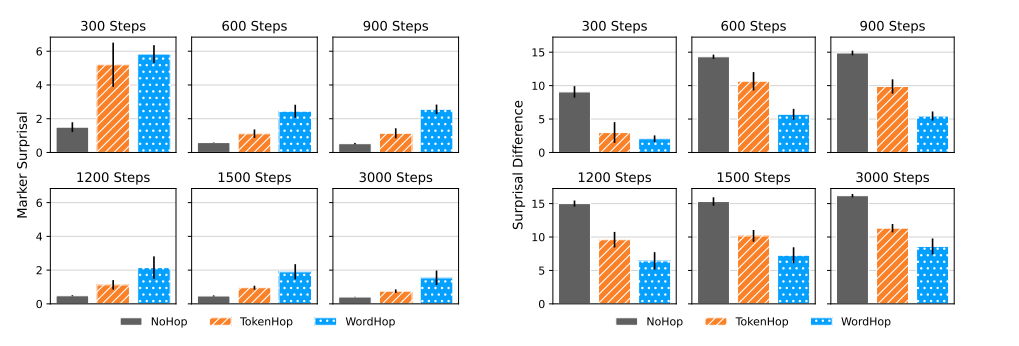 300 Steps
600 Steps
900 Steps
6
4
2
0
1200 Steps
1500 Steps
3000 Steps
6
4
2
0
Marker Surprisal
NoHop
TokenHop
WordHop
300 Steps
600 Steps
900 Steps
15
10
5
0
1200 Steps
1500 Steps
3000 Steps
15
10
5
0
Surprisal Difference
NoHop
TokenHop
WordHop